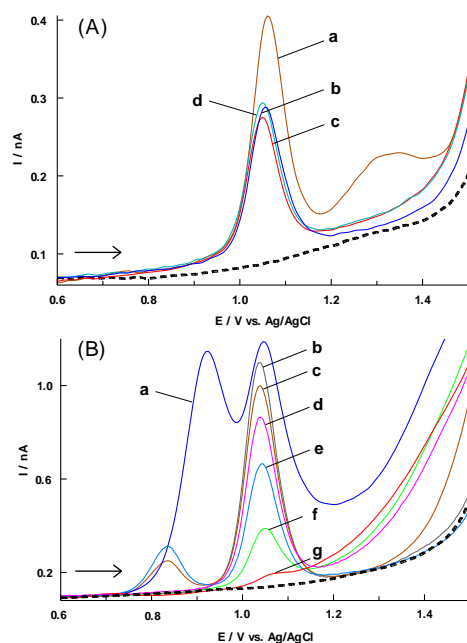 (A)
0.4
0.3
0.2
0.1
I / nA
a
b
d
c
0.6 0.8 1.0 1.2 1.4
E / V vs. Ag/AgCl
(B)
1.0
0.6
0.2
I / nA
a
b
c
d
e
f
g
0.6 0.8 1.0 1.2 1.4
E / V vs. Ag/AgCl